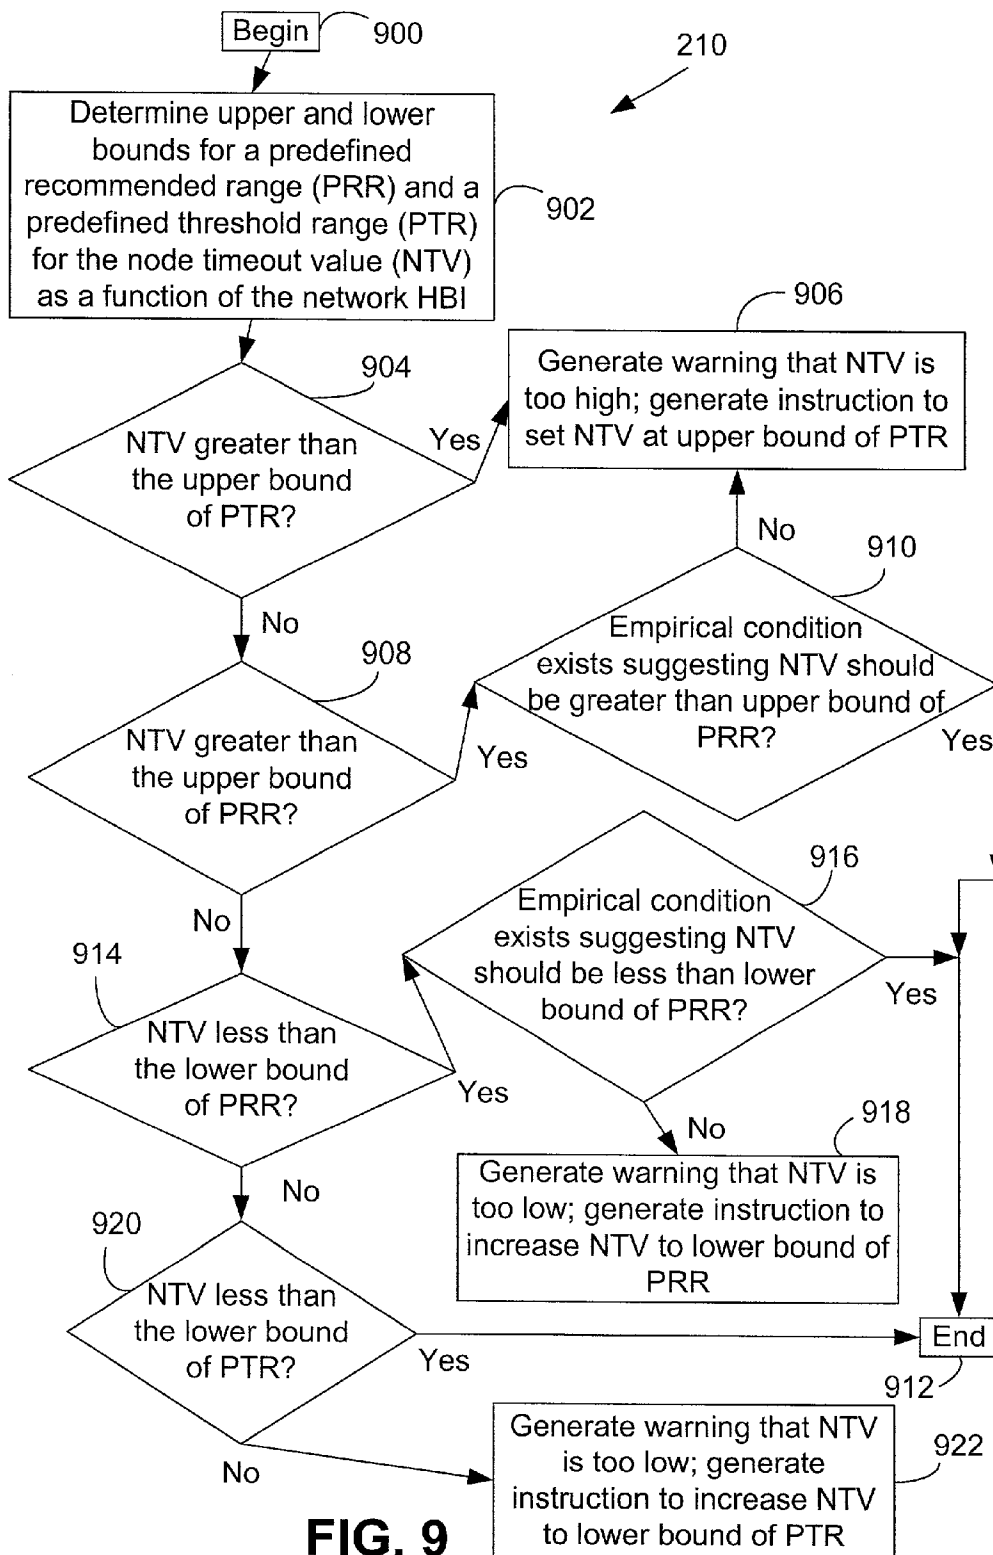 Begin
900
210
Determine upper and lower
bounds for a predefined
recommended range (PRR) and a
predefined threshold range (PTR)
for the node timeout value (NTV)
as a function of the network HBI
902
904
NTV greater than
the upper bound
of PTR?
Yes
906
Generate warning that NTV is
too high; generate instruction to
set NTV at upper bound of PTR
No
No
910
Empirical condition
exists suggesting NTV should
be greater than upper bound of
PRR?
Yes
908
NTV greater than
the upper bound
of PRR?
Yes
No
916
Empirical condition
exists suggesting NTV
should be less than lower
bound of PRR?
Yes
914
NTV less than
the lower bound
of PRR?
Yes
No
No
918
Generate warning that NTV is
too low; generate instruction to
increase NTV to lower bound of
PRR
920
NTV less than
the lower bound
of PTR?
Yes
End
912
No
Generate warning that NTV
is too low; generate
instruction to increase NTV
to lower bound of PTR
922
FIG. 9